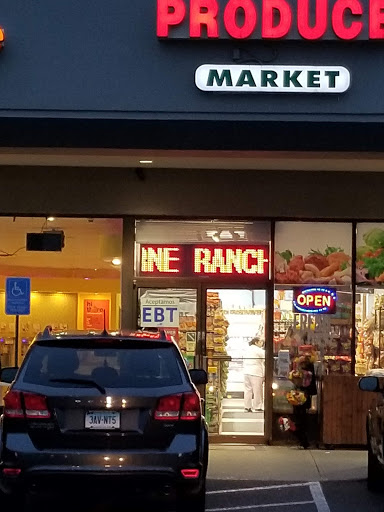 PRODUCE
MARKET
INE RANCH
OPEN
Aceptamos
EBT
3AV-NT5